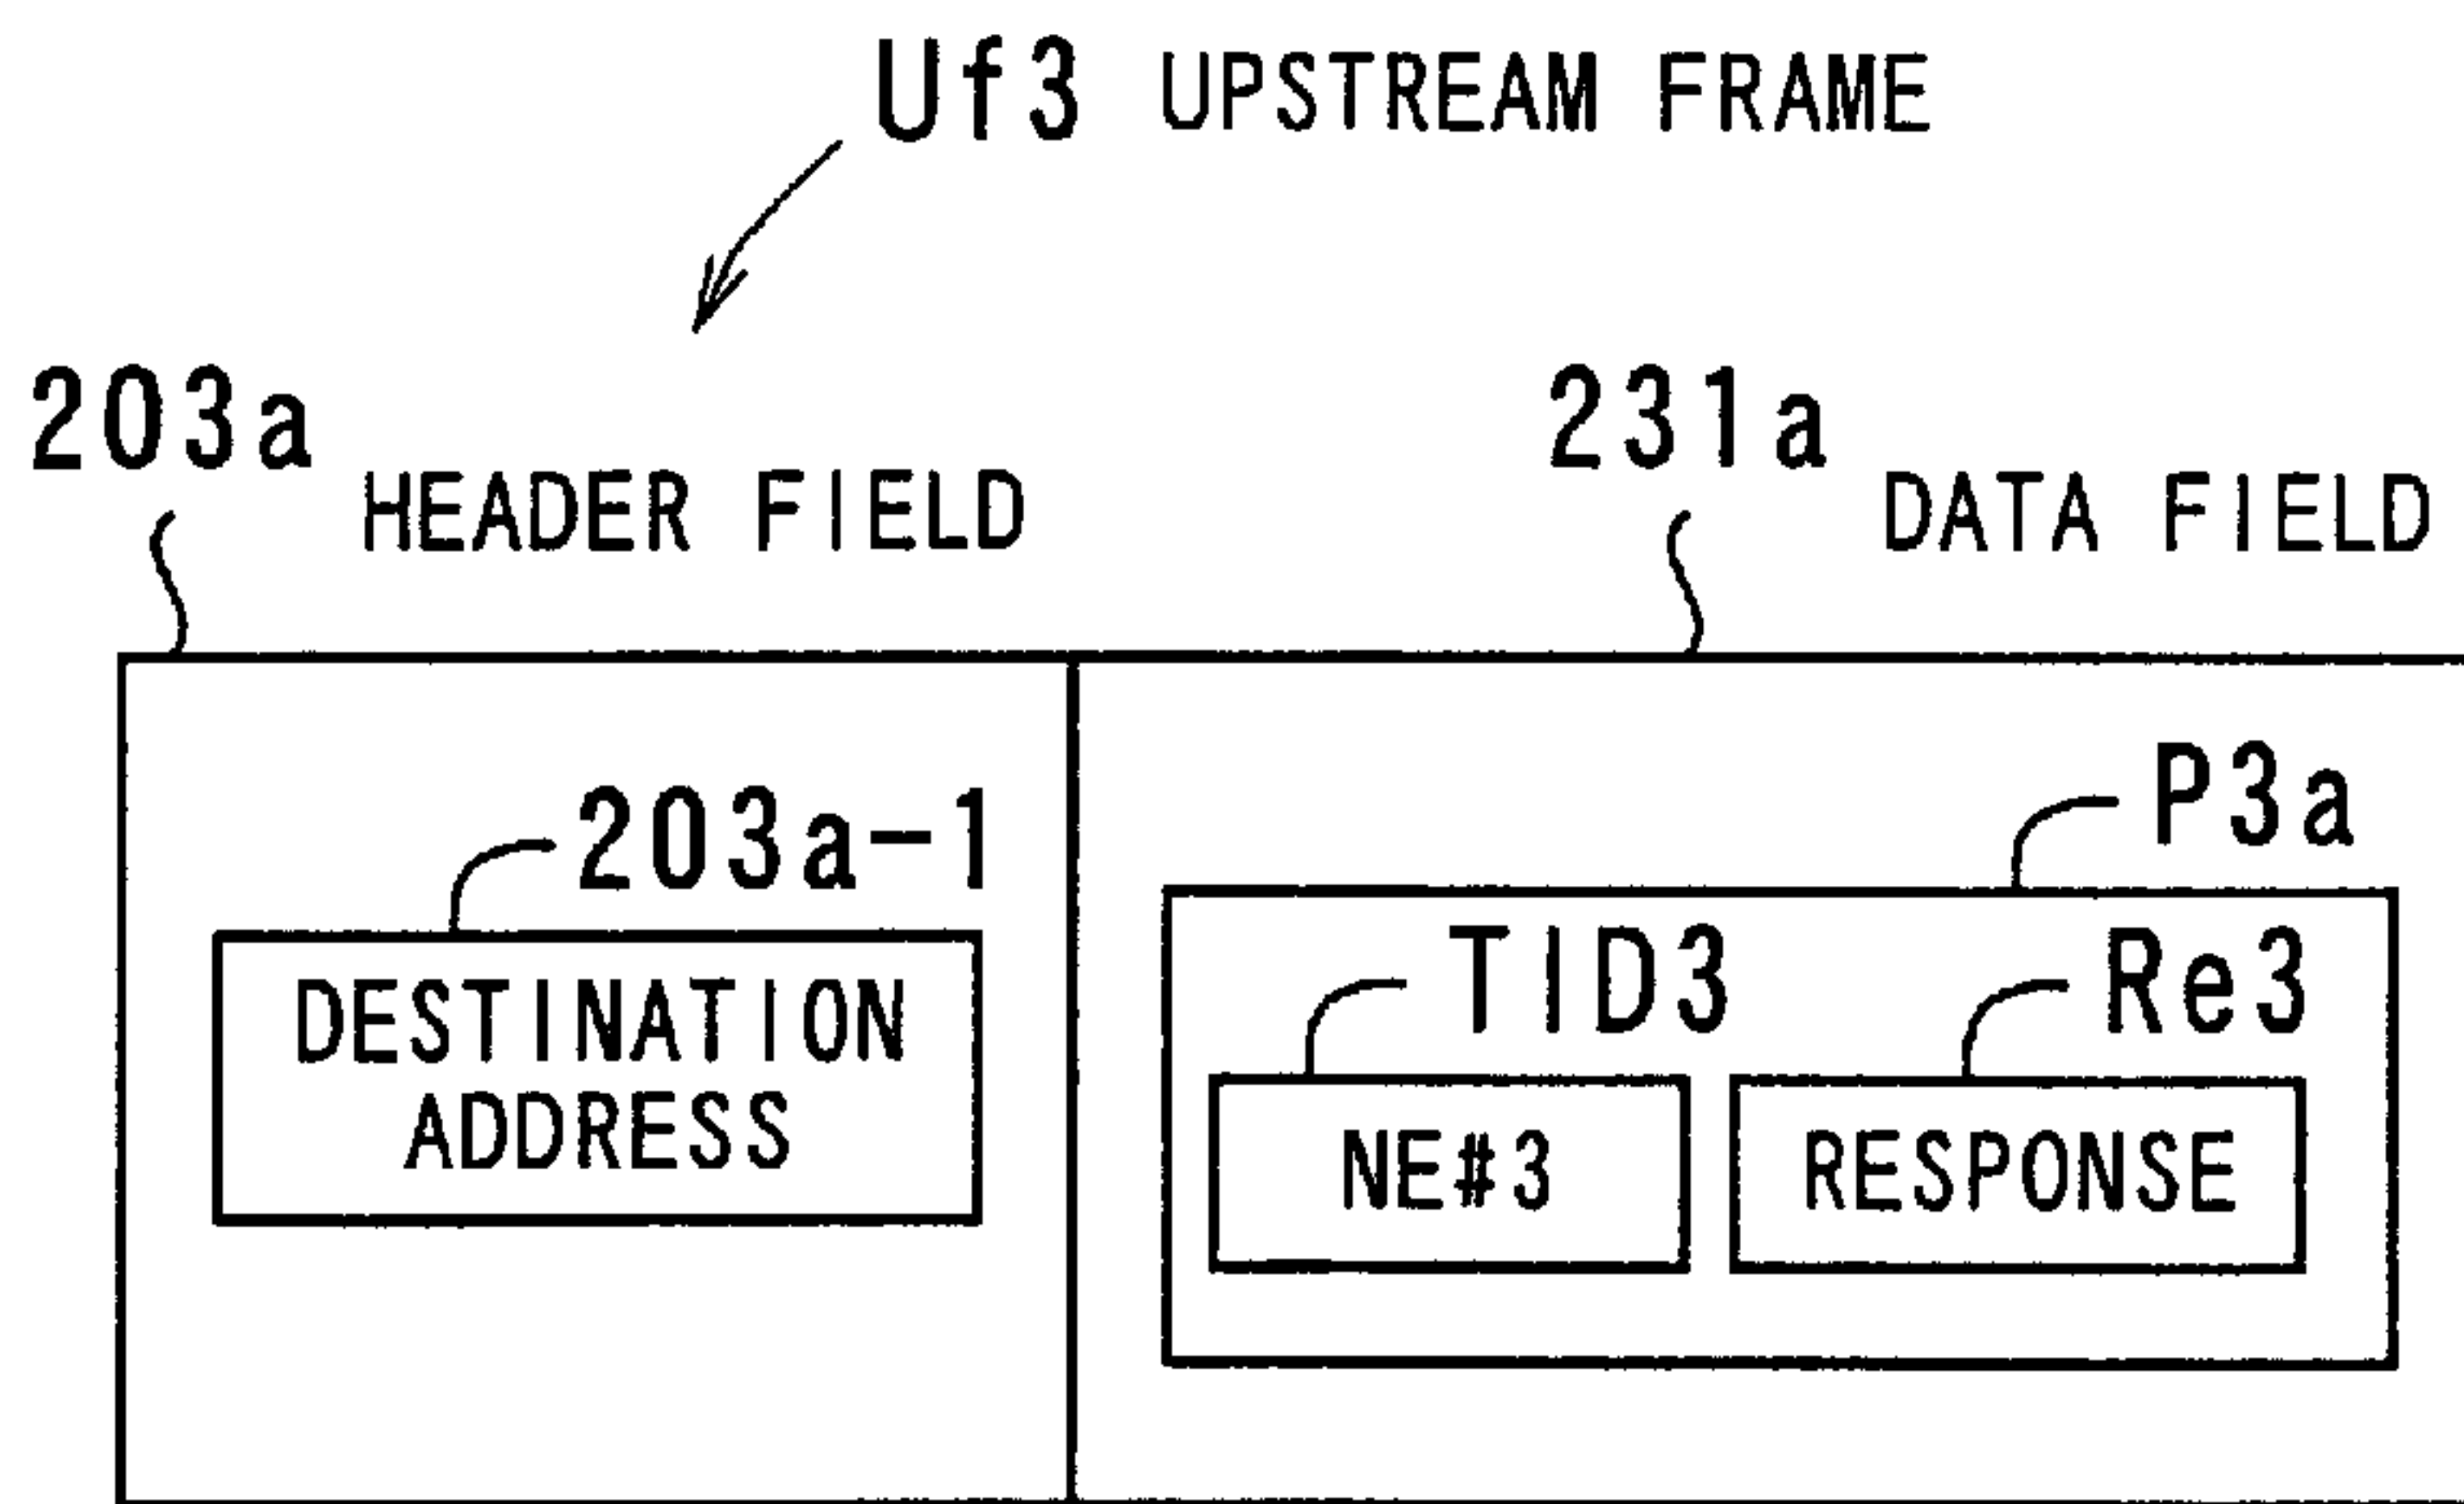 Uf3 UPSTREAM FRAME
203a HEADER FIELD
231a DATA FIELD
203a-1
DESTINATION
ADDRESS
P3a
TID3
Re3
NE#3
RESPONSE